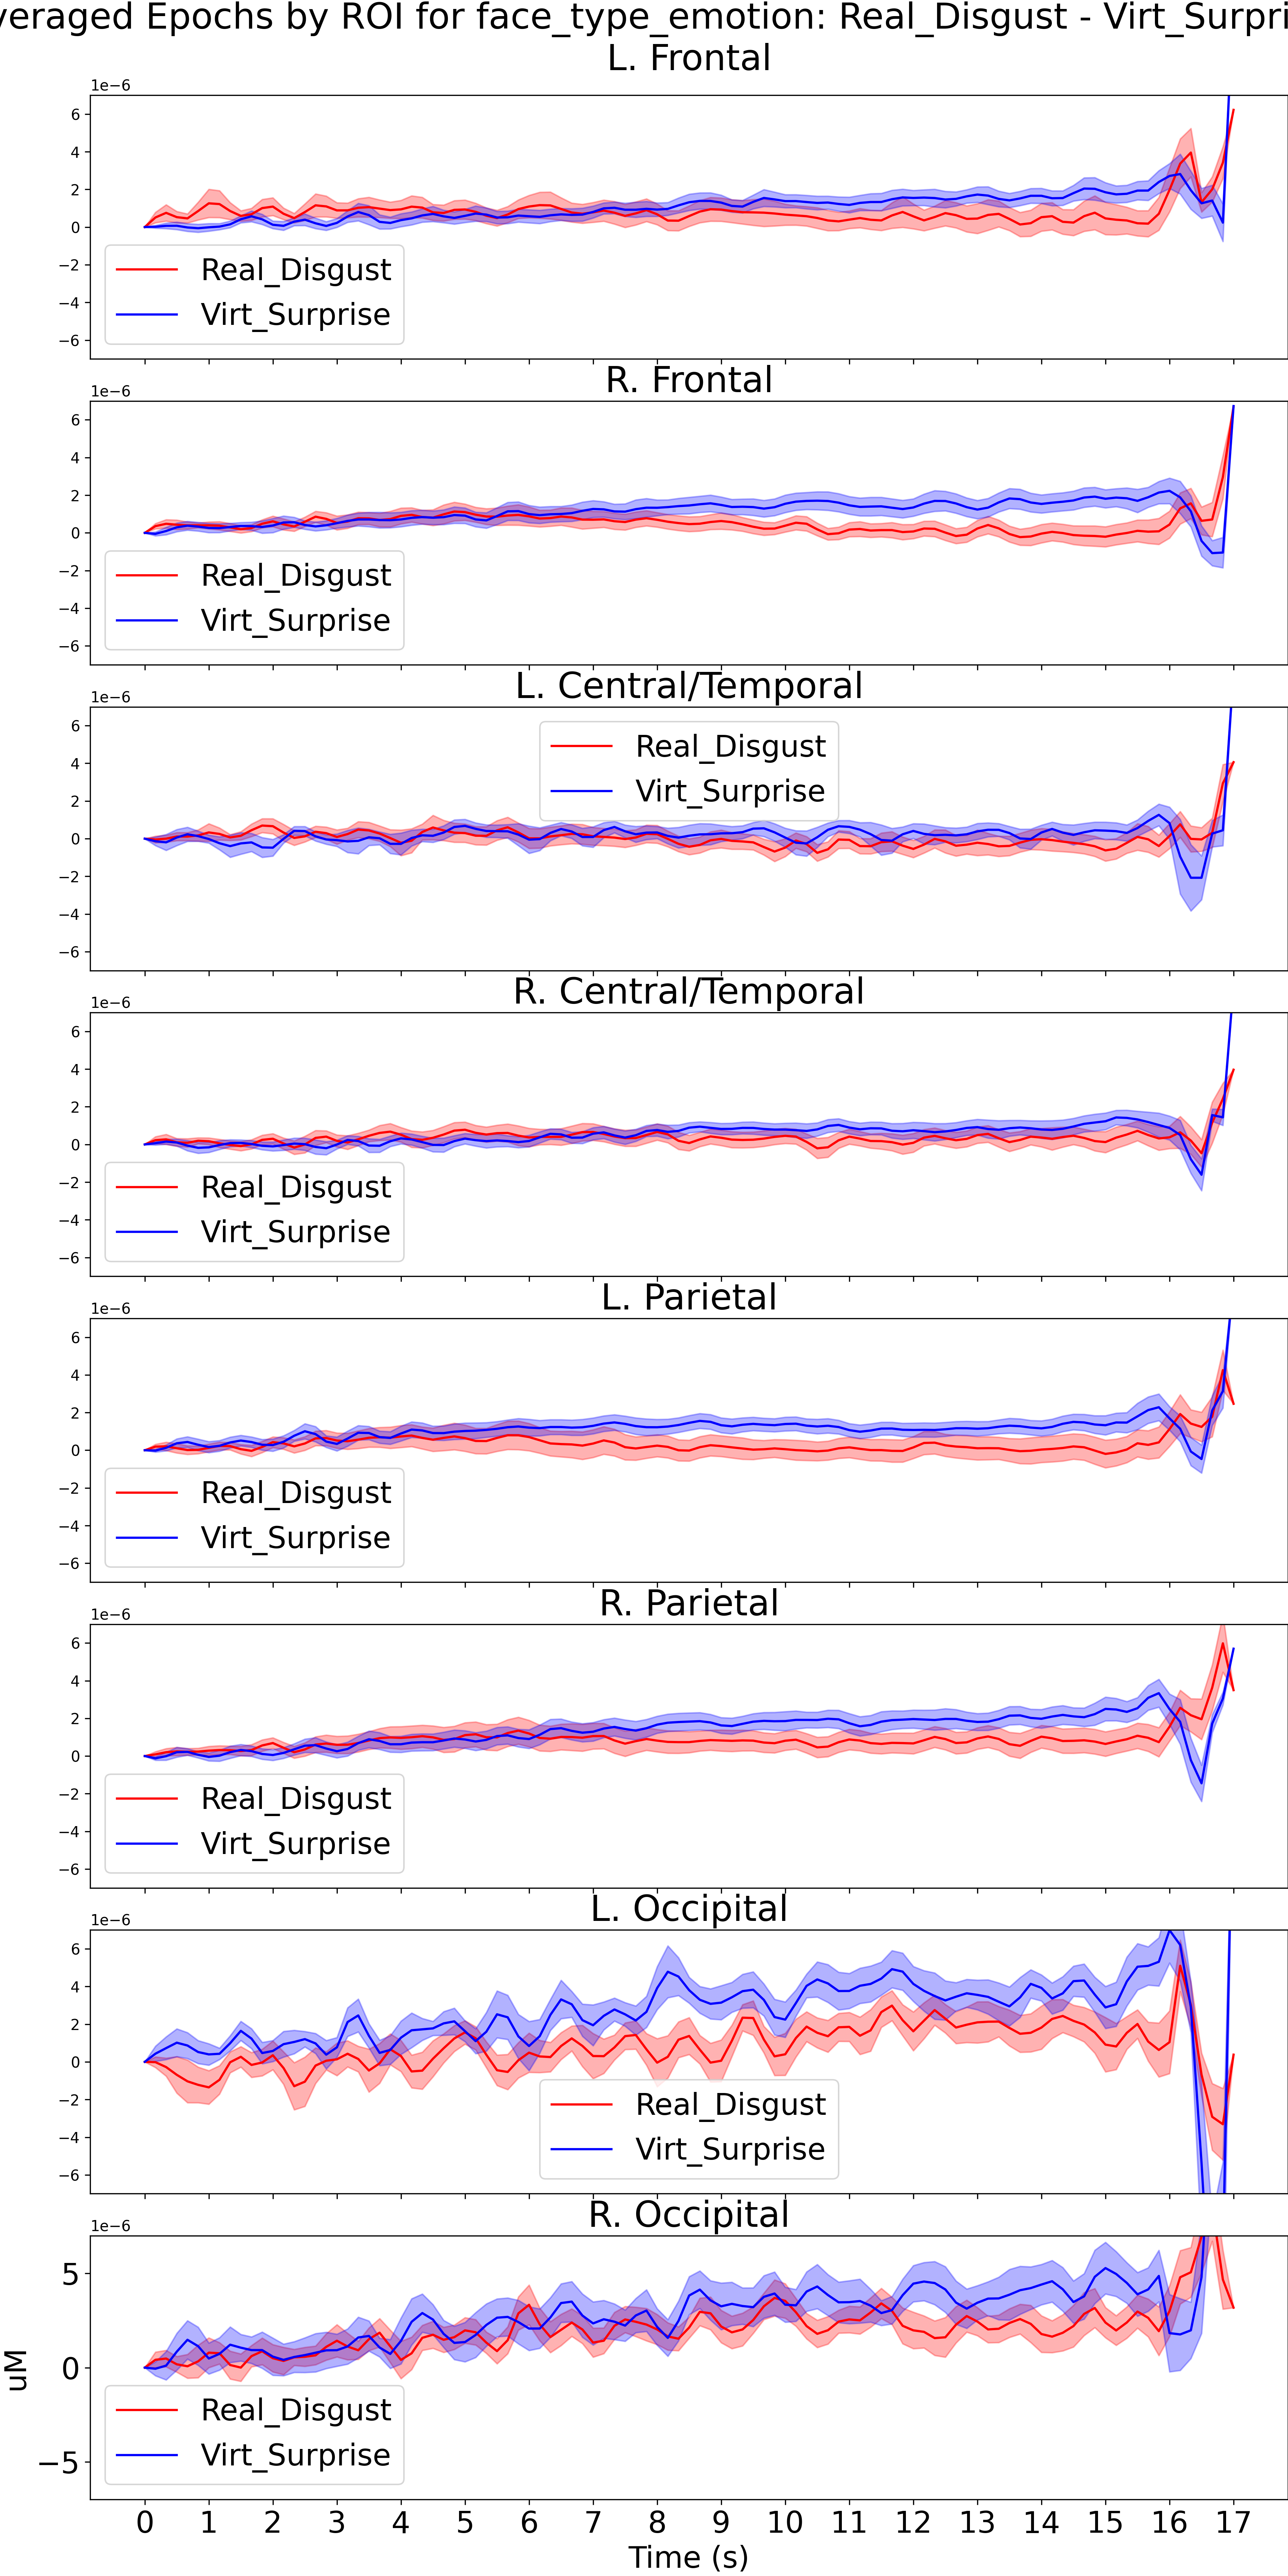 veraged Epochs by ROI for face_type_emotion: Real_Disgust - Virt_Surpri
L. Frontal
1e−6
6
4
2
0
−2
−4
−6
Real_Disgust
Virt_Surprise
R. Frontal
1e−6
6
4
2
0
−2
−4
−6
Real_Disgust
Virt_Surprise
L. Central/Temporal
1e−6
6
4
2
0
−2
−4
−6
Real_Disgust
Virt_Surprise
R. Central/Temporal
1e−6
6
4
2
0
−2
−4
−6
Real_Disgust
Virt_Surprise
L. Parietal
1e−6
6
4
2
0
−2
−4
−6
Real_Disgust
Virt_Surprise
R. Parietal
1e−6
6
4
2
0
−2
−4
−6
Real_Disgust
Virt_Surprise
L. Occipital
1e−6
6
4
2
0
−2
−4
−6
Real_Disgust
Virt_Surprise
R. Occipital
1e−6
5
0
−5
uM
Real_Disgust
Virt_Surprise
0 1 2 3 4 5 6 7 8 9 10 11 12 13 14 15 16 17
Time (s)